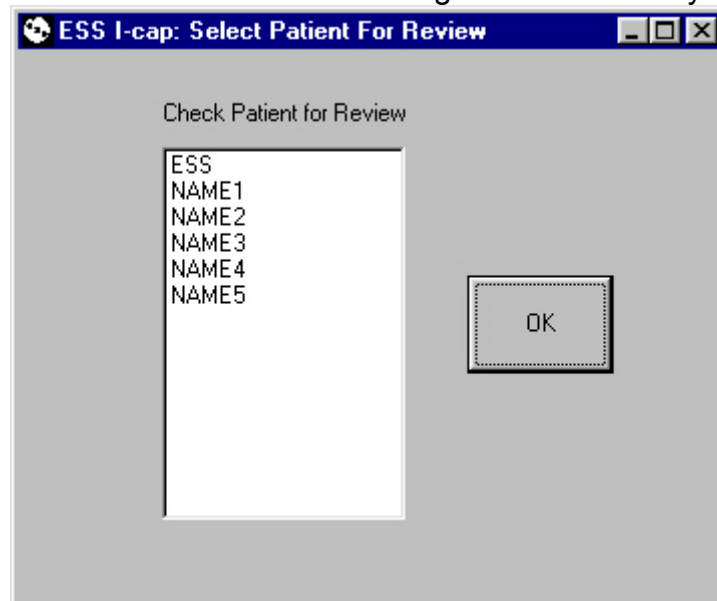 ESS I-cap: Select Patient For Review
Check Patient for Review
ESS
NAME1
NAME2
NAME3
NAME4
NAME5
OK